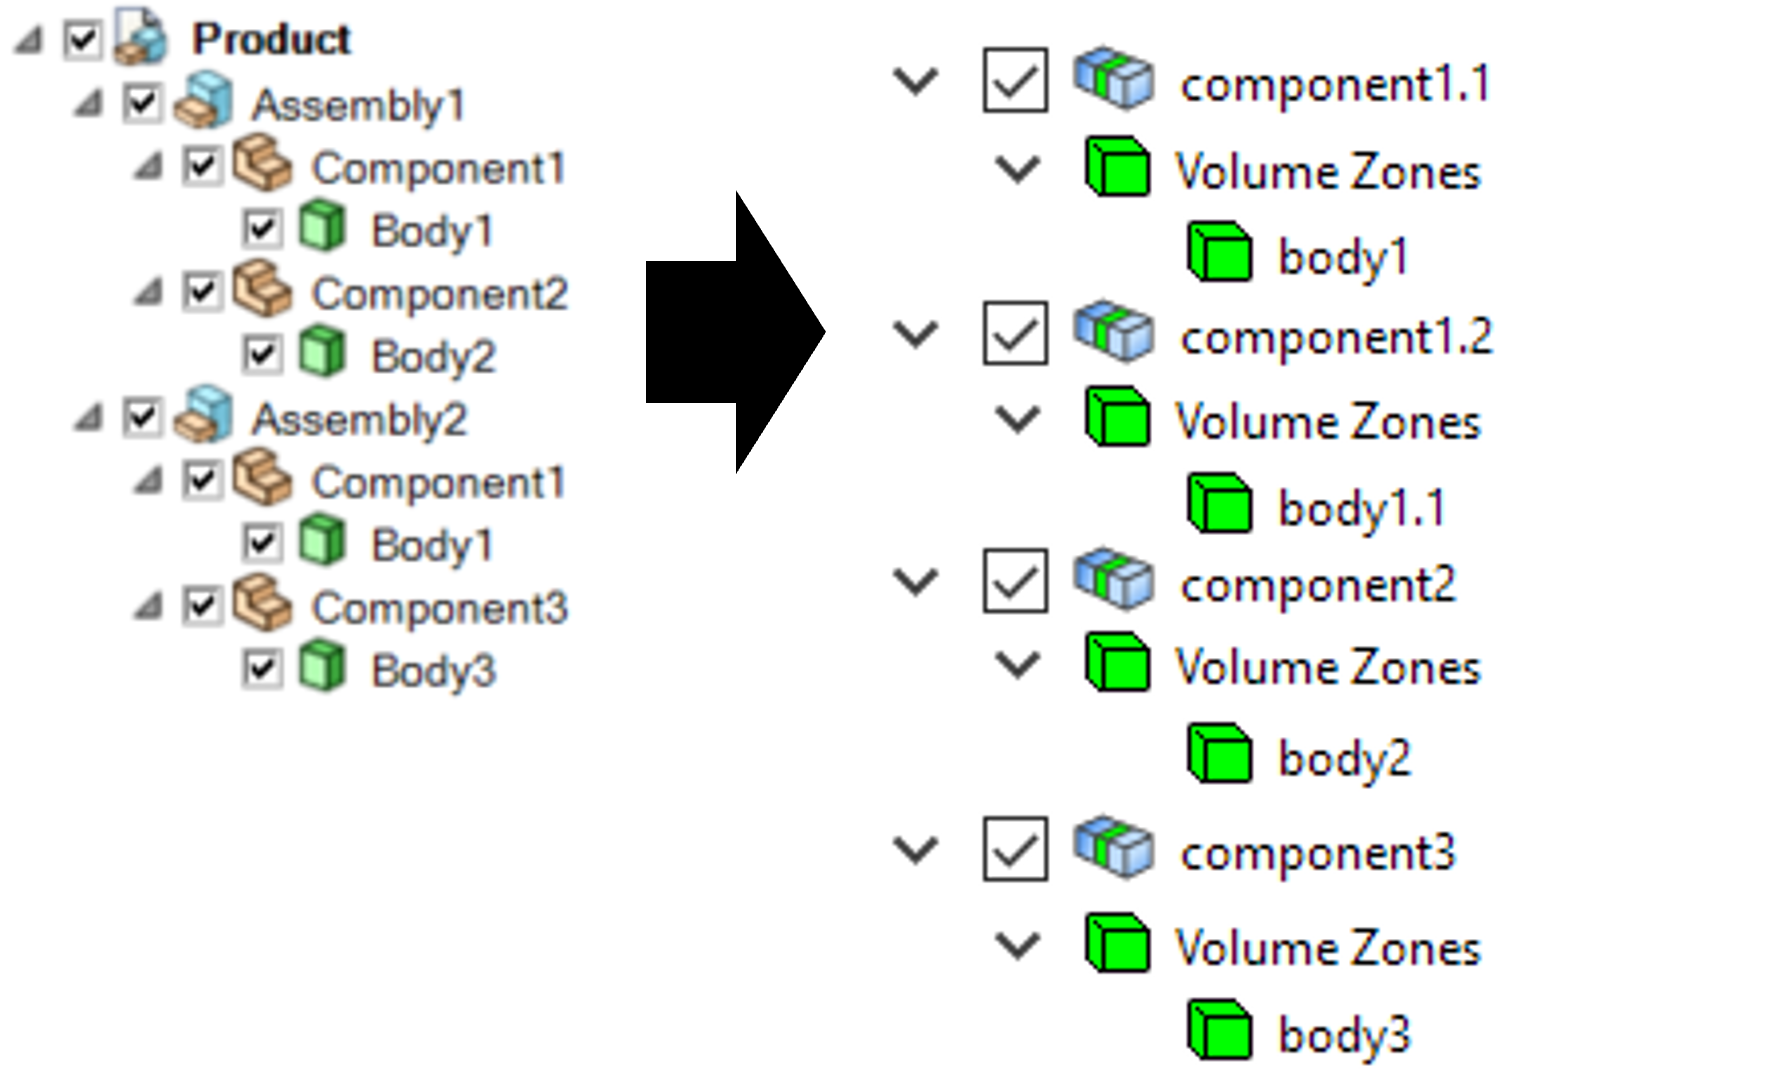 Product
Assembly1
Component1
Body1
Component2
Body2
Assembly2
Component1
Body1
Component3
Body3
component1.1
Volume Zones
body1
component1.2
Volume Zones
body1.1
component2
Volume Zones
body2
component3
Volume Zones
body3